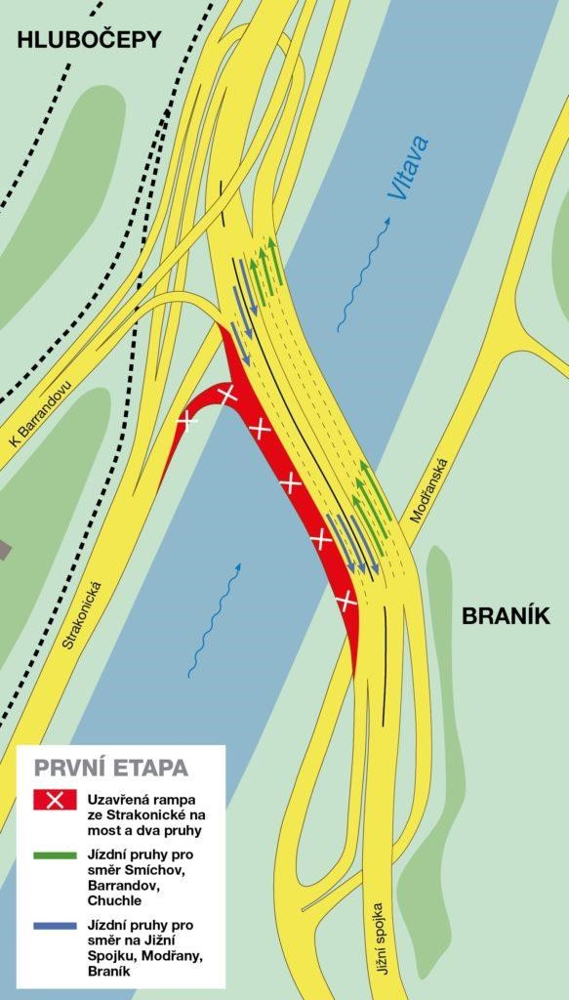 HLUBOČEPY
Vltava
K Barrandovu
Modřanská
Strakonická
BRANÍK
PRVNÍ ETAPA
Uzavřená rampa
ze Strakonické na
most a dva pruhy
Jízdní pruhy pro
směr Smíchov,
Barrandov,
Chuchle
Jízdní pruhy pro
směr na Jižní
Spojku, Modřany,
Braník
Jižní spojka